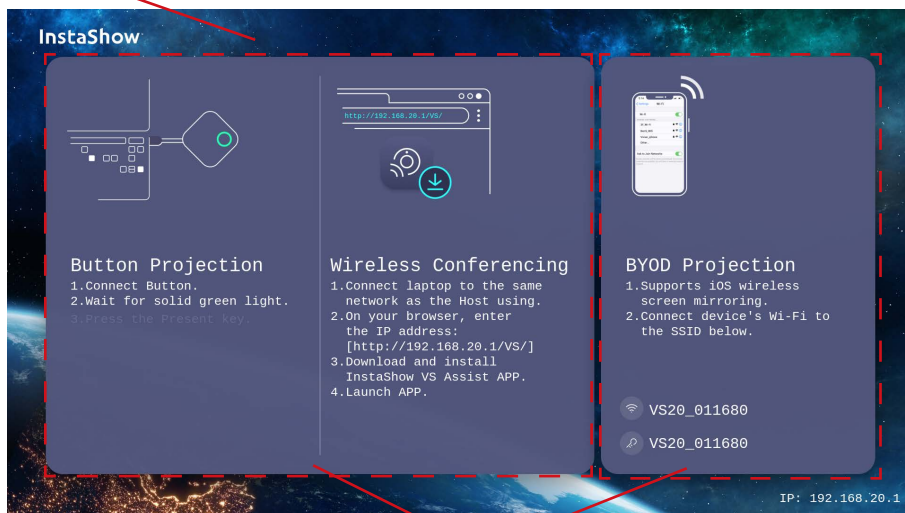 InstaShow
http://192.168.20.1/VS/
Button Projection
1.Connect Button.
2.Wait for solid green light.
3.Press the Present key.
Wireless Conferencing
1.Connect laptop to the same
network as the Host using.
2.On your browser, enter
the IP address:
[http://192.168.20.1/VS/]
3.Download and install
InstaShow VS Assist APP.
4.Launch APP.
BYOD Projection
1.Supports iOS wireless
screen mirroring.
2.Connect device's Wi-Fi to
the SSID below.
VS20_011680
VS20_011680
IP: 192.168.20.1